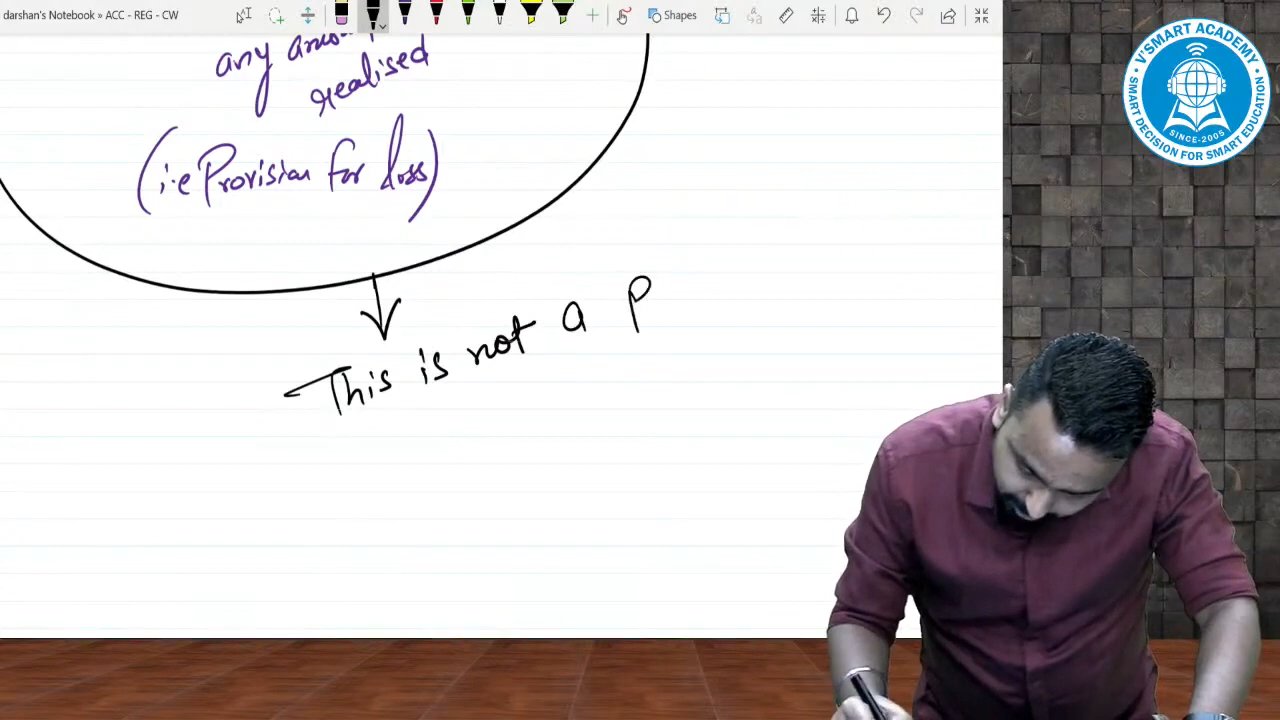 darshan's Notebook » ACC - REG - CW
Shapes
any
realised
(i.e Provision for loss)
This is not a P
V'SMART ACADEMY
SINCE-2005
SMART DECISION FOR SMART EDUCATION